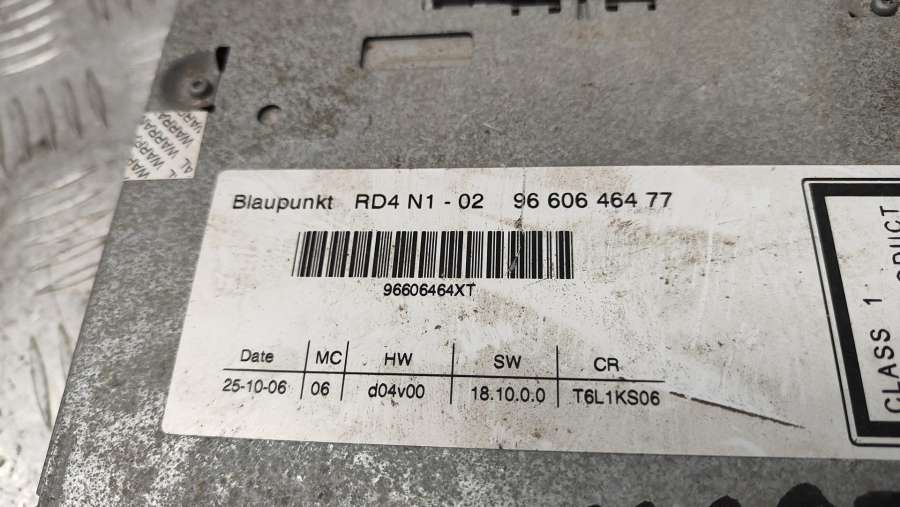 Blaupunkt RD4 N1 - 02 96 606 464 77
96606464XT
Date MC HW SW CR
25-10-06 06 d04v00 18.10.0.0 T6L1KS06
CLASS 1